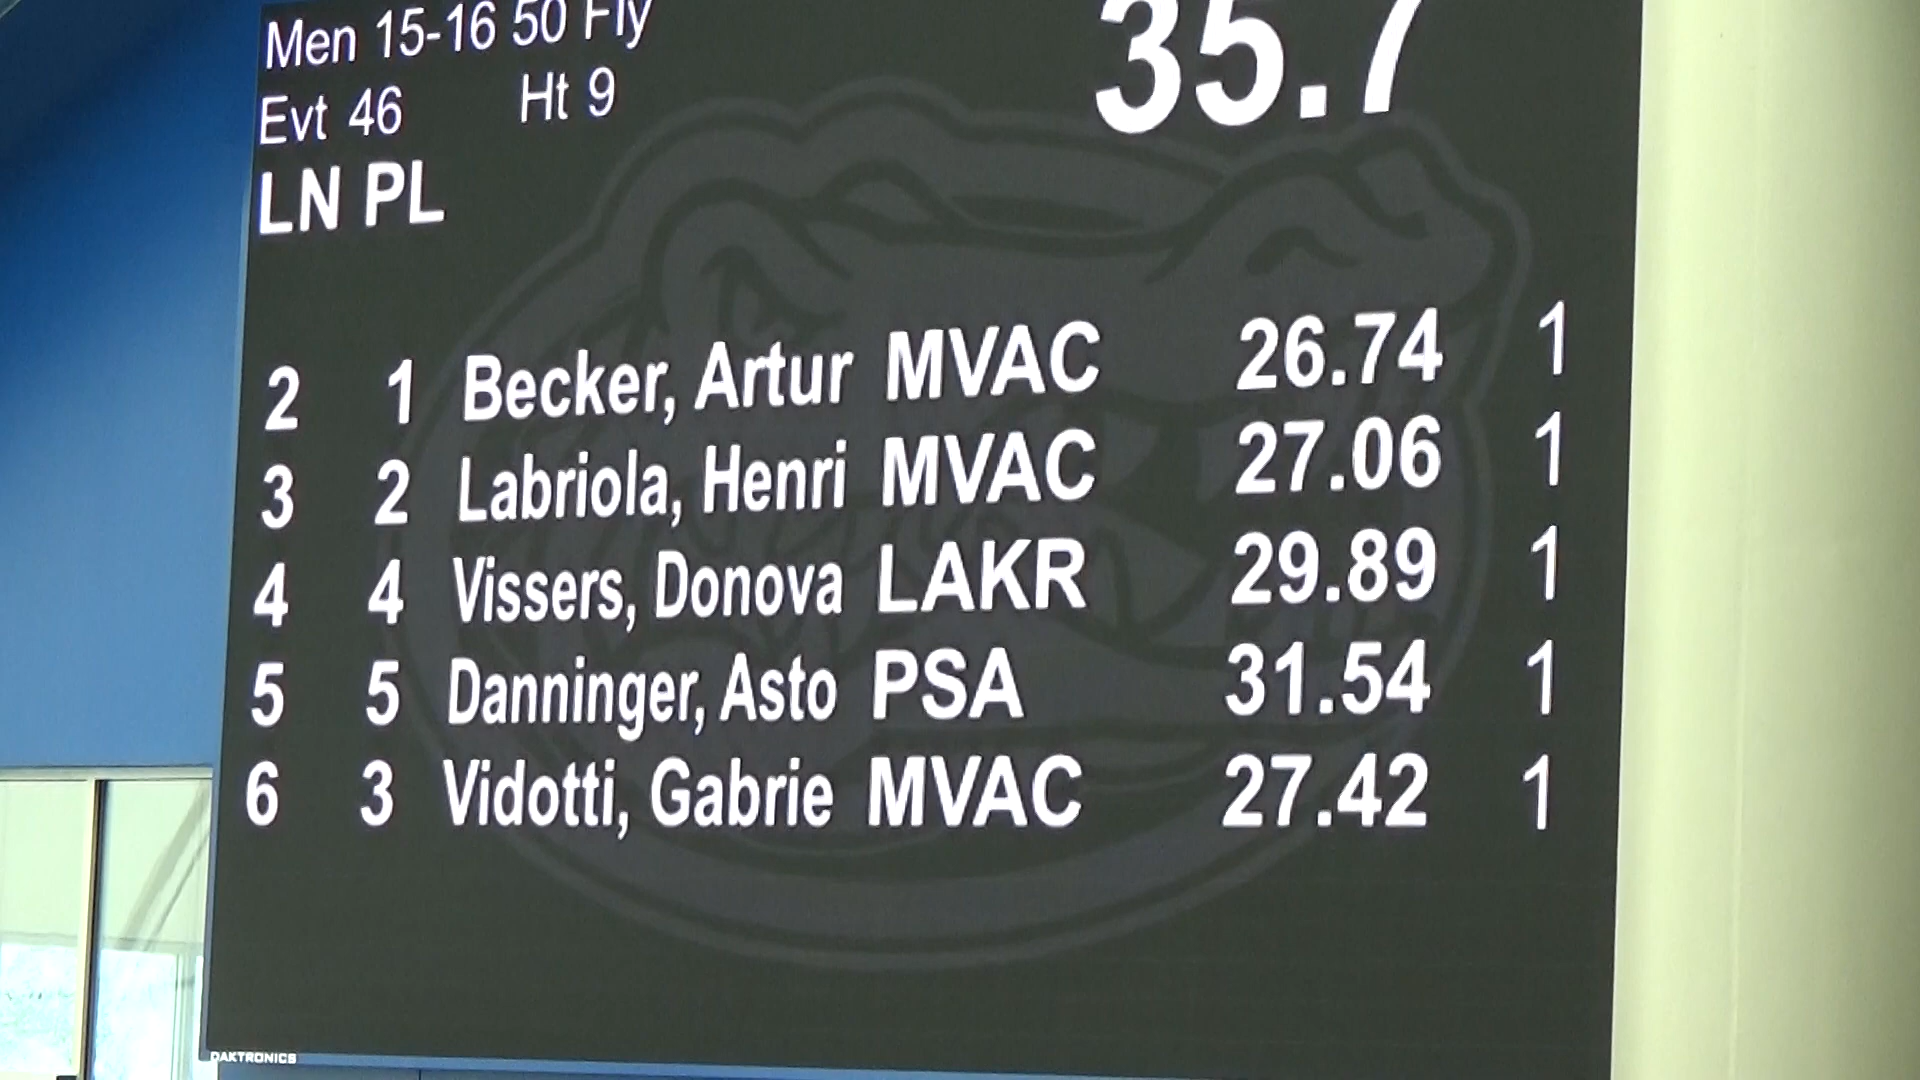 Men 15-16 50 Fly
35.7
Evt 46 Ht 9
LN PL
2 1 Becker, Artur MVAC 26.74 1
3 2 Labriola, Henri MVAC 27.06 1
4 4 Vissers, Donova LAKR 29.89 1
5 5 Danninger, Asto PSA 31.54 1
6 3 Vidotti, Gabrie MVAC 27.42 1
DAKTRONICS